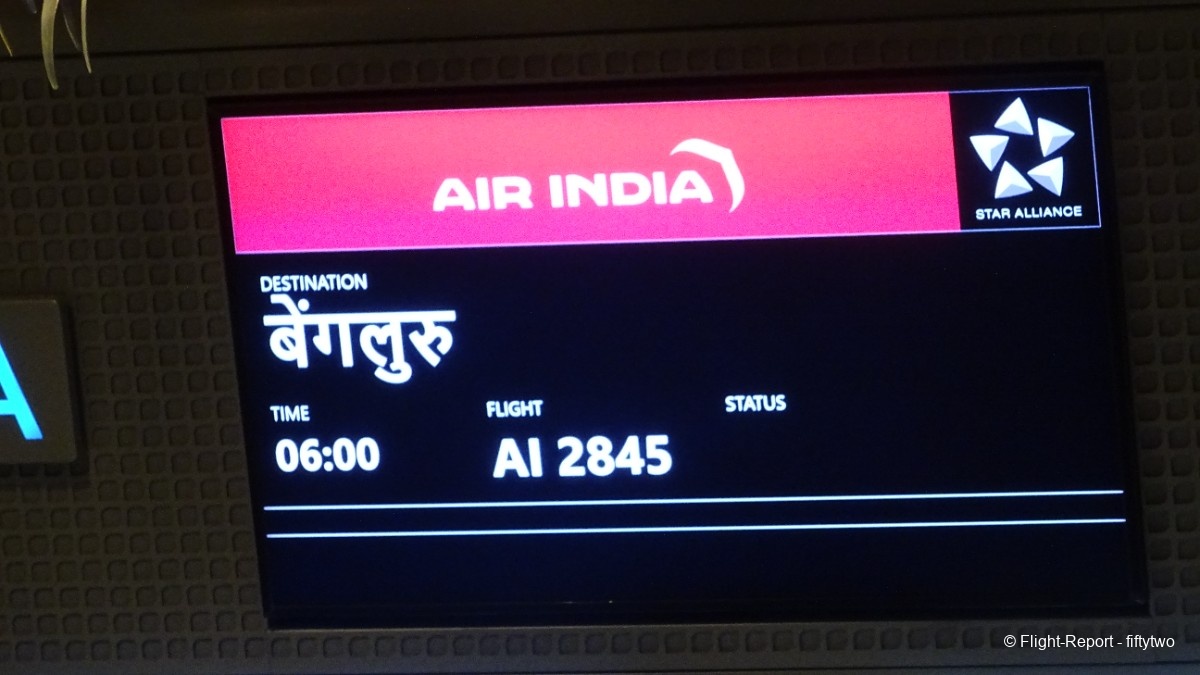 AIR INDIA
STAR ALLIANCE
DESTINATION
बेंगलुरु
TIME FLIGHT STATUS
06:00 AI 2845
A
© Flight-Report - fiftytwo